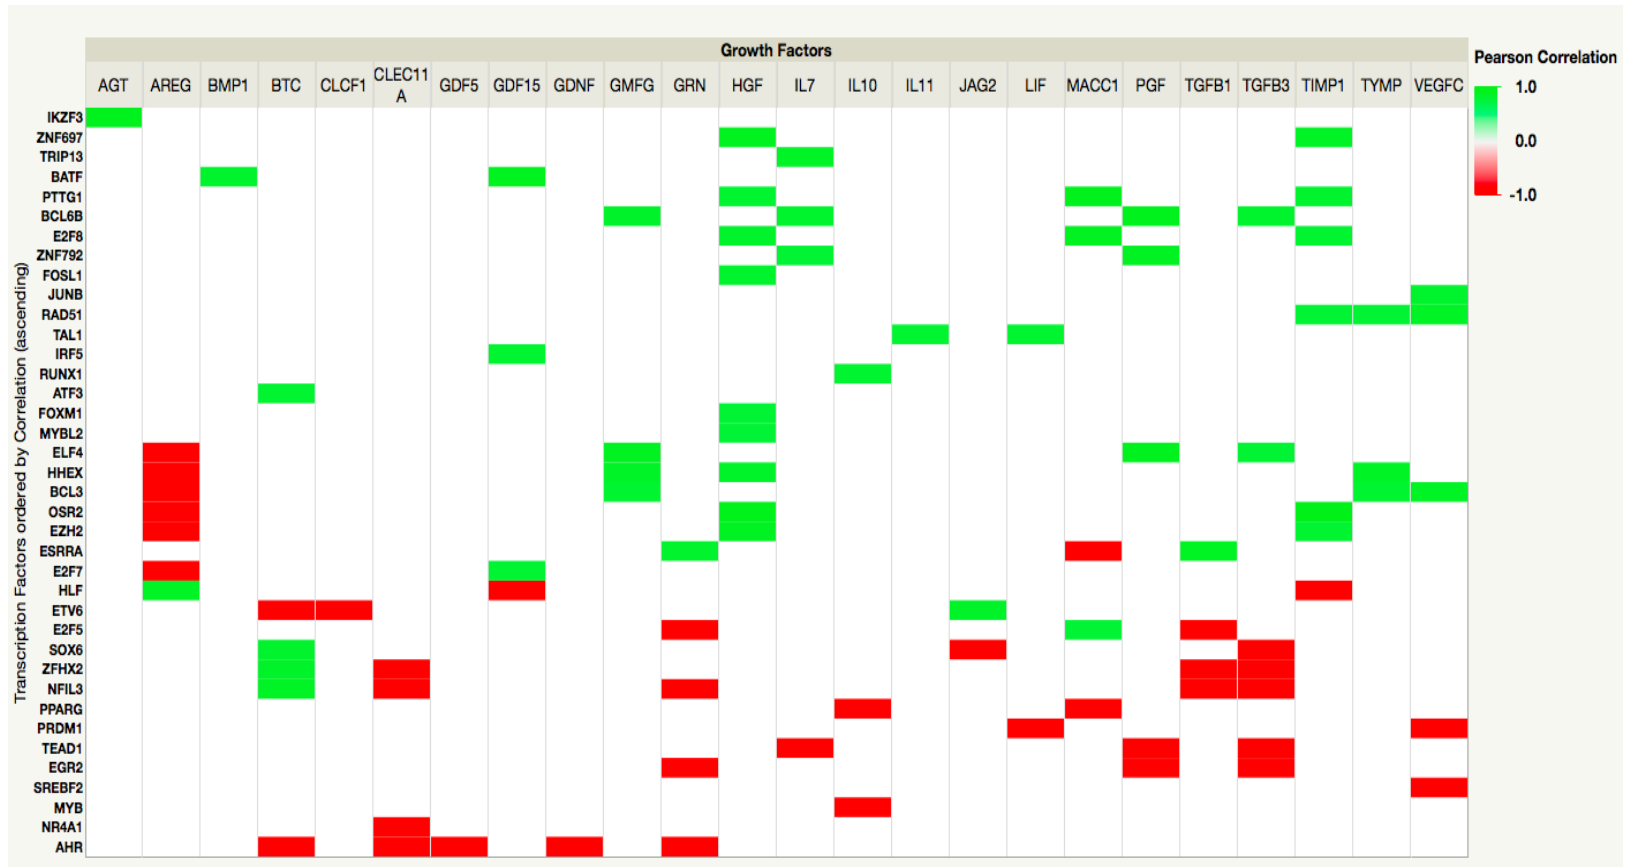 Growth Factors
Pearson Correlation
AGT AREG BMP1 BTC CLCF1 CLEC11 A GDF5 GDF15 GDNF GMFG GRN HGF IL7 IL10 IL11 JAG2 LIF MACC1 PGF TGFB1 TGFB3 TIMP1 TYMP VEGFC
1.0
0.0
-1.0
Transcription Factors ordered by Correlation (ascending)
IKZF3
ZNF697
TRIP13
BATF
PTTG1
BCL6B
E2F8
ZNF792
FOSL1
JUNB
RAD51
TAL1
IRF5
RUNX1
ATF3
FOXM1
MYBL2
ELF4
HHEX
BCL3
OSR2
EZH2
ESRRA
E2F7
HLF
ETV6
E2F5
SOX6
ZFHX2
NFIL3
PPARG
PRDM1
TEAD1
EGR2
SREBF2
MYB
NR4A1
AHR